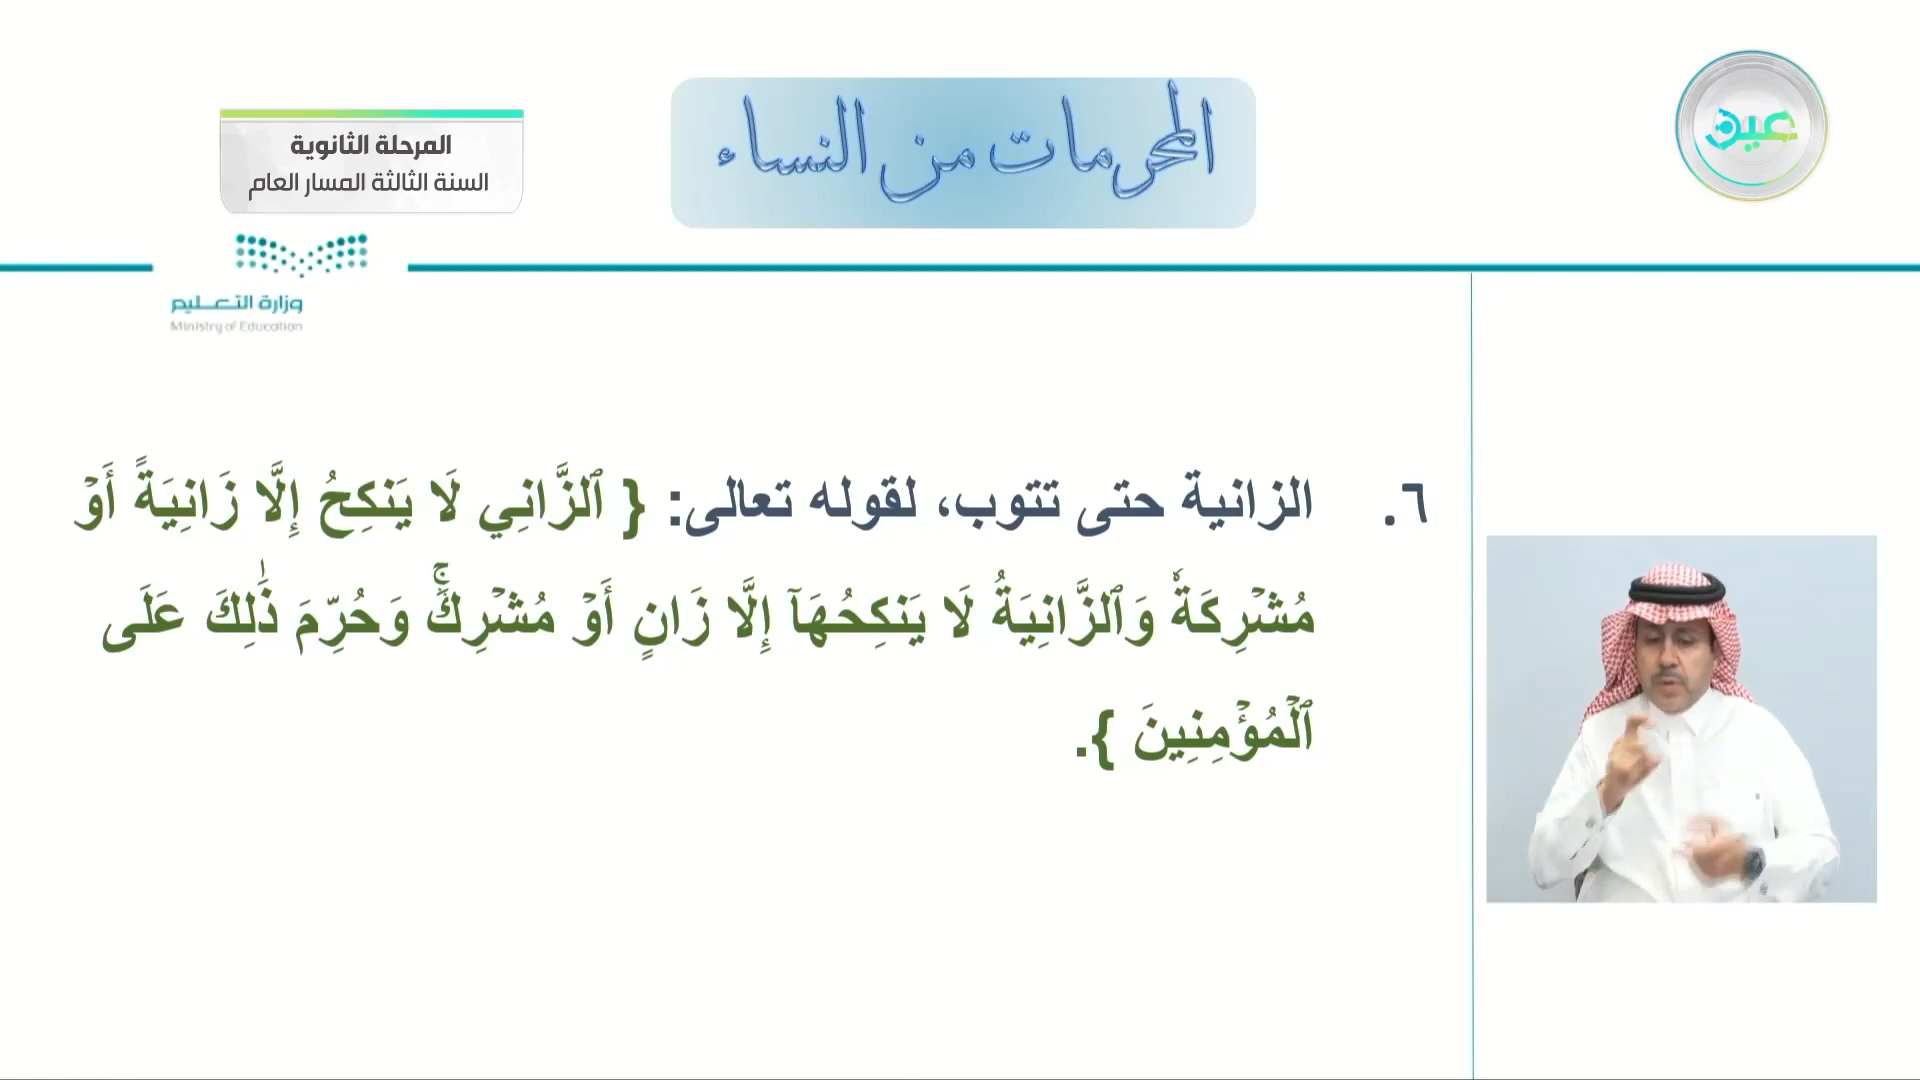 المحرمات من النساء
عين
المرحلة الثانوية
السنة الثالثة المسار العام
وزارة التعـــليم
Ministry of Education
٦. الزانية حتى تتوب، لقوله تعالى: { ٱلزَّانِي لَا يَنكِحُ إِلَّا زَانِيَةً أَوۡ
مُشۡرِكَةٗ وَٱلزَّانِيَةُ لَا يَنكِحُهَآ إِلَّا زَانٍ أَوۡ مُشۡرِكٞۚ وَحُرِّمَ ذَٰلِكَ عَلَى
ٱلۡمُؤۡمِنِينَ }.